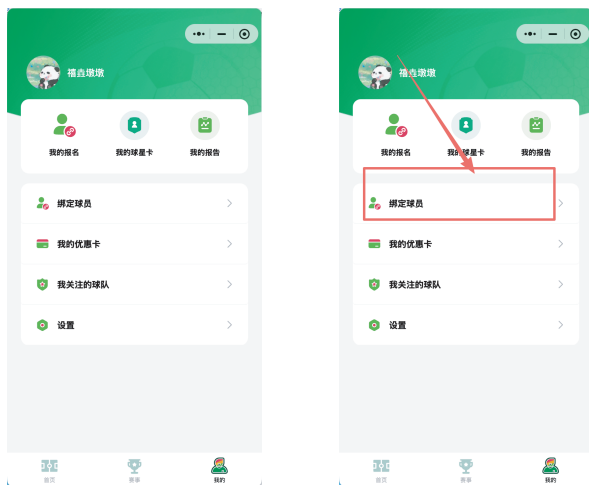 禧垚墩墩
我的报名
我的球星卡
我的报告
绑定球员
我的优惠卡
我关注的球队
设置
首页
赛事
我的
禧垚墩墩
我的报名
我的球星卡
我的报告
绑定球员
我的优惠卡
我关注的球队
设置
首页
赛事
我的